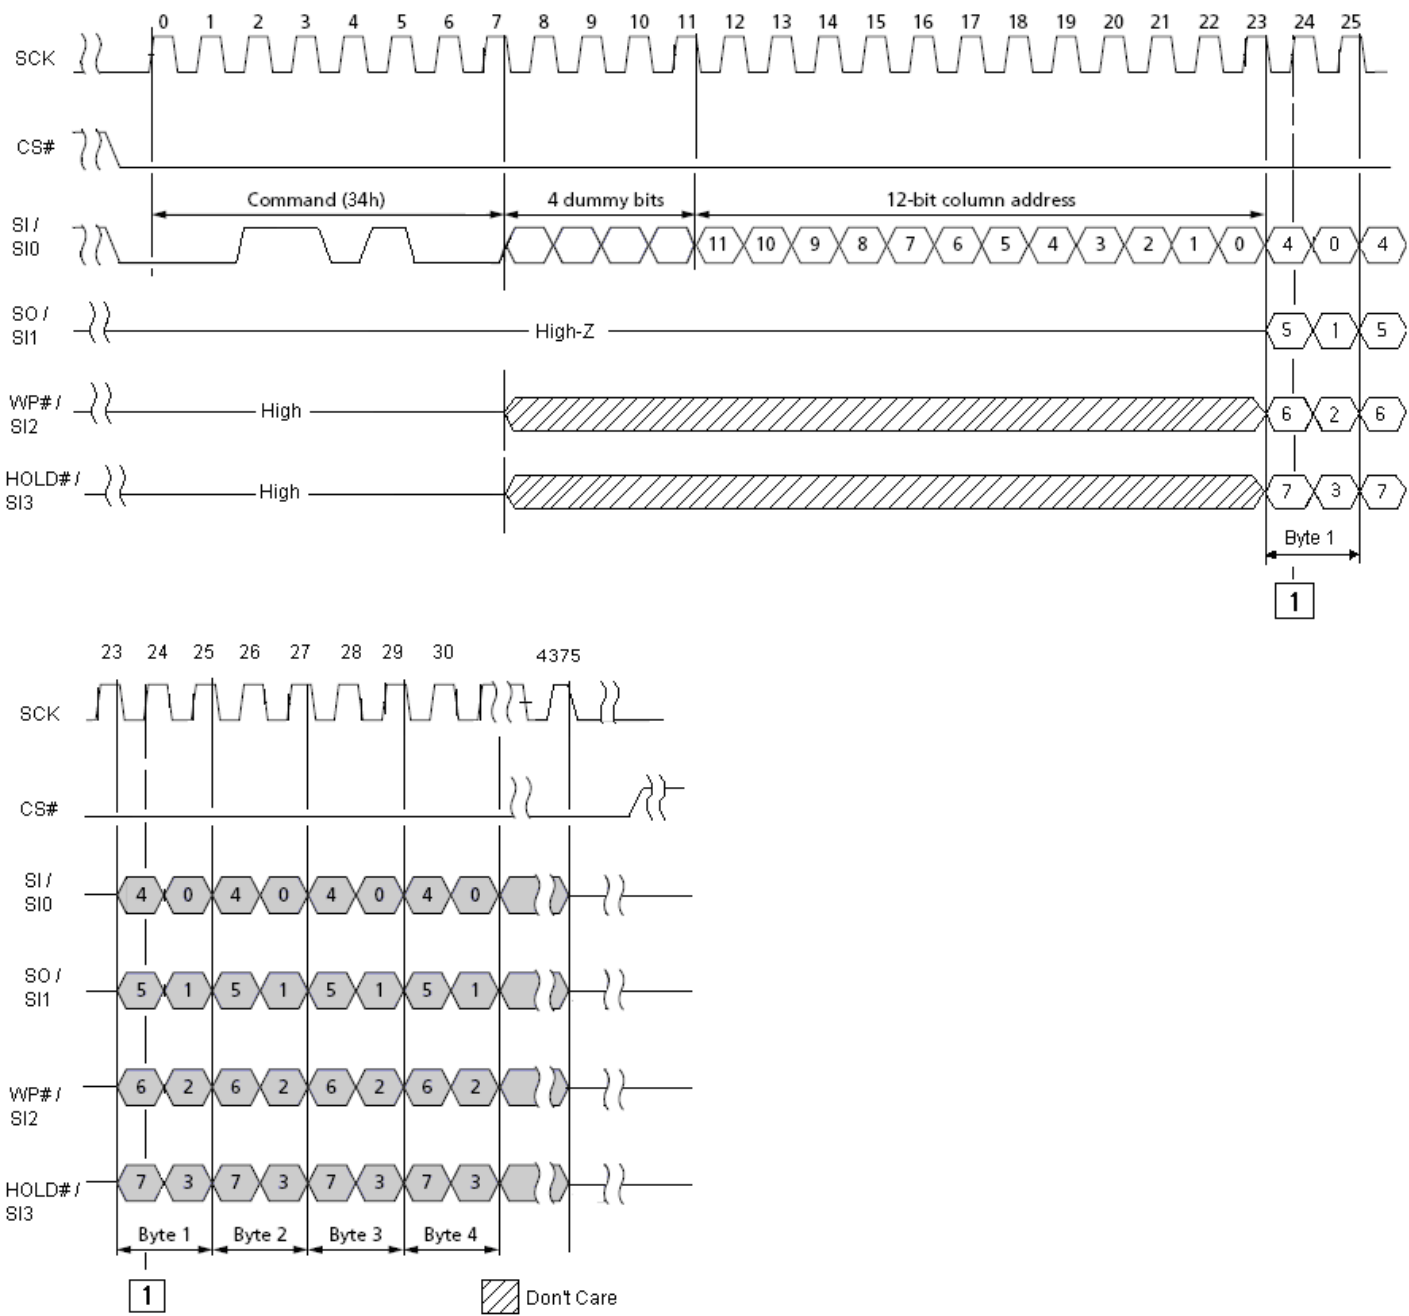 0 1 2 3 4 5 6 7 8 9 10 11 12 13 14 15 16 17 18 19 20 21 22 23 24 25
SCK
CS#
Command (34h) 4 dummy bits 12-bit column address
SI /
SI0
11 10 9 8 7 6 5 4 3 2 1 0 4 0 4
SO /
SI1
High-Z 5 1 5
WP# /
SI2
High 6 2 6
HOLD# /
SI3
High 7 3 7
Byte 1
1
23 24 25 26 27 28 29 30 4375
SCK
CS#
SI /
SI0
4 0 4 0 4 0 4 0
SO /
SI1
5 1 5 1 5 1 5 1
WP# /
SI2
6 2 6 2 6 2 6 2
HOLD# /
SI3
7 3 7 3 7 3 7 3
Byte 1 Byte 2 Byte 3 Byte 4
1
Don't Care